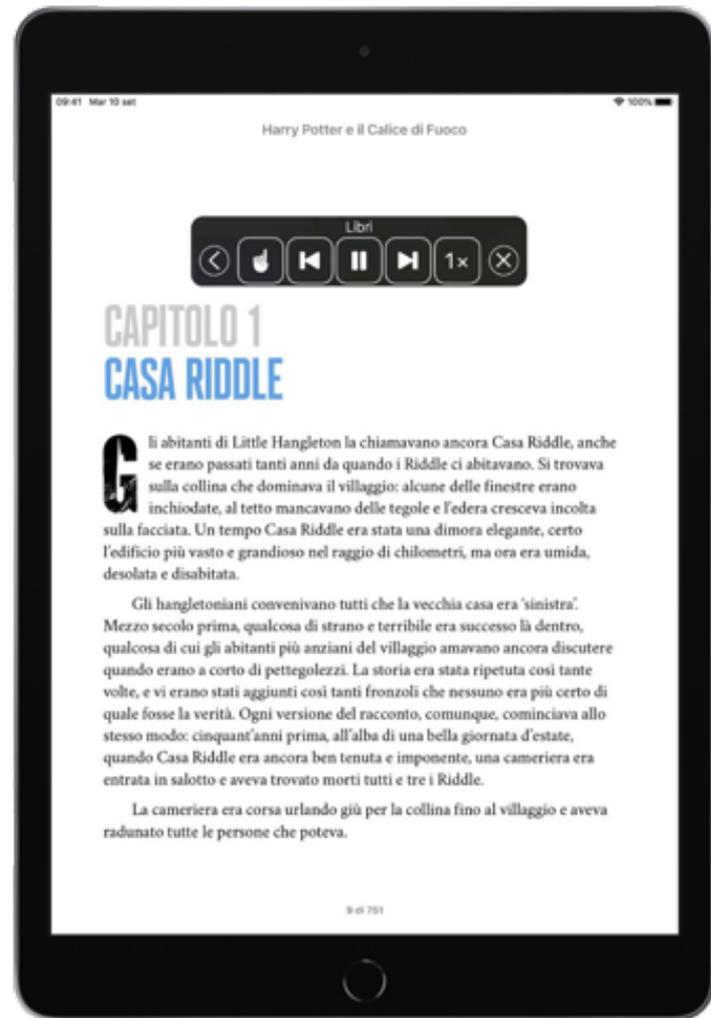 09:41 Mar 10 set 100%
Harry Potter e il Calice di Fuoco
Libri
1×
CAPITOLO 1
CASA RIDDLE
Gli abitanti di Little Hangleton la chiamavano ancora Casa Riddle, anche
se erano passati tanti anni da quando i Riddle ci abitavano. Si trovava
sulla collina che dominava il villaggio: alcune delle finestre erano
inchiodate, al tetto mancavano delle tegole e l'edera cresceva incolta
sulla facciata. Un tempo Casa Riddle era stata una dimora elegante, certo
l'edificio più vasto e grandioso nel raggio di chilometri, ma ora era umida,
desolata e disabitata.
Gli hangletoniani convenivano tutti che la vecchia casa era 'sinistra'.
Mezzo secolo prima, qualcosa di strano e terribile era successo là dentro,
qualcosa di cui gli abitanti più anziani del villaggio amavano ancora discutere
quando erano a corto di pettegolezzi. La storia era stata ripetuta così tante
volte, e vi erano stati aggiunti così tanti fronzoli che nessuno era più certo di
quale fosse la verità. Ogni versione del racconto, comunque, cominciava allo
stesso modo: cinquant'anni prima, all'alba di una bella giornata d'estate,
quando Casa Riddle era ancora ben tenuta e imponente, una cameriera era
entrata in salotto e aveva trovato morti tutti e tre i Riddle.
La cameriera era corsa urlando giù per la collina fino al villaggio e aveva
radunato tutte le persone che poteva.
9 di 751